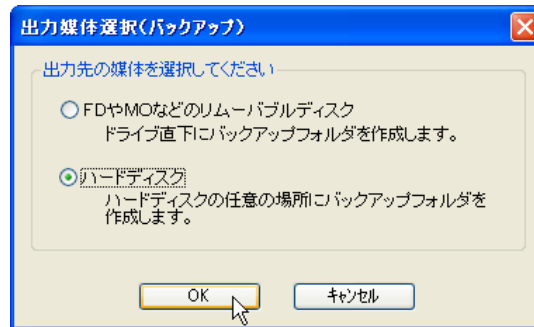 出力媒体選択(バックアップ)
出力先の媒体を選択してください
FDやMOなどのリムーバブルディスク
ドライブ直下にバックアップフォルダを作成します。
ハードディスク
ハードディスクの任意の場所にバックアップフォルダを
作成します。
OK
キャンセル